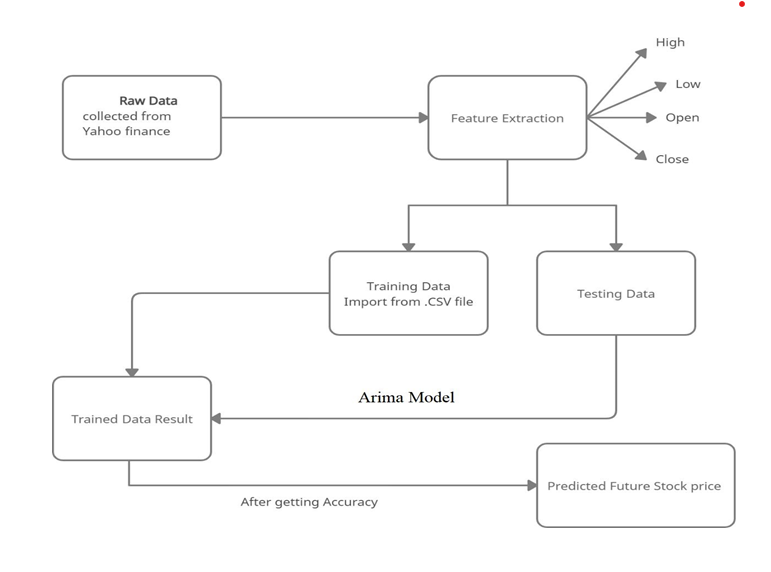 Raw Data
collected from
Yahoo finance
Feature Extraction
High
Low
Open
Close
Training Data
Import from .CSV file
Testing Data
Trained Data Result
Arima Model
After getting Accuracy
Predicted Future Stock price